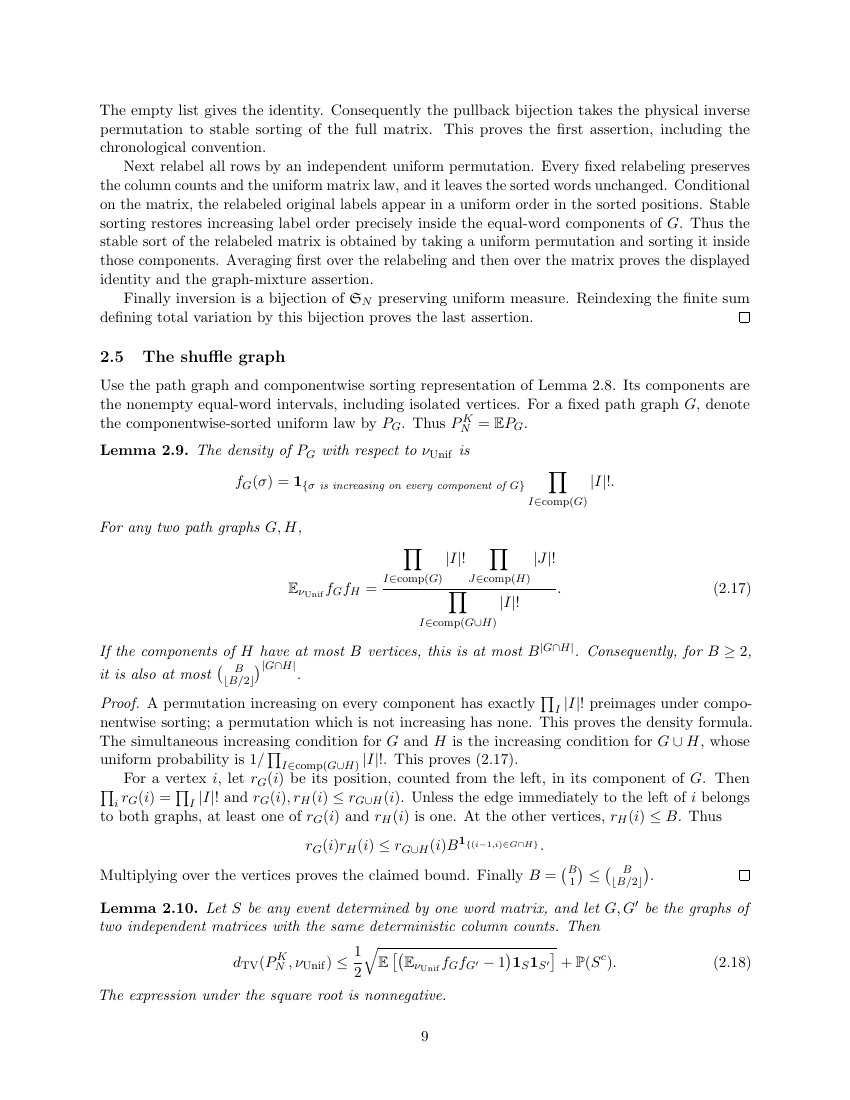 The empty list gives the identity. Consequently the pullback bijection takes the physical inverse
permutation to stable sorting of the full matrix. This proves the first assertion, including the
chronological convention.
Next relabel all rows by an independent uniform permutation. Every fixed relabeling preserves
the column counts and the uniform matrix law, and it leaves the sorted words unchanged. Conditional
on the matrix, the relabeled original labels appear in a uniform order in the sorted positions. Stable
sorting restores increasing label order precisely inside the equal-word components of G. Thus the
stable sort of the relabeled matrix is obtained by taking a uniform permutation and sorting it inside
those components. Averaging first over the relabeling and then over the matrix proves the displayed
identity and the graph-mixture assertion.
Finally inversion is a bijection of 𝔖_N preserving uniform measure. Reindexing the finite sum
defining total variation by this bijection proves the last assertion. □
2.5 The shuffle graph
Use the path graph and componentwise sorting representation of Lemma 2.8. Its components are
the nonempty equal-word intervals, including isolated vertices. For a fixed path graph G, denote
the componentwise-sorted uniform law by P_G. Thus P_N^K = 𝔼P_G.
Lemma 2.9. The density of P_G with respect to ν_Unif is
f_G(σ) = 𝟏_{σ is increasing on every component of G} ∏_{I∈comp(G)} |I|!.
For any two path graphs G, H,
𝔼_{ν_Unif} f_G f_H = (∏_{I∈comp(G)} |I|! ∏_{J∈comp(H)} |J|!) / (∏_{I∈comp(G∪H)} |I|!). (2.17)
If the components of H have at most B vertices, this is at most B^{|G∩H|}. Consequently, for B ≥ 2,
it is also at most \binom{B}{⌊B/2⌋}^{|G∩H|}.
Proof. A permutation increasing on every component has exactly ∏_I |I|! preimages under compo-
nentwise sorting; a permutation which is not increasing has none. This proves the density formula.
The simultaneous increasing condition for G and H is the increasing condition for G ∪ H, whose
uniform probability is 1/∏_{I∈comp(G∪H)} |I|!. This proves (2.17).
For a vertex i, let r_G(i) be its position, counted from the left, in its component of G. Then
∏_i r_G(i) = ∏_I |I|! and r_G(i), r_H(i) ≤ r_{G∪H}(i). Unless the edge immediately to the left of i belongs
to both graphs, at least one of r_G(i) and r_H(i) is one. At the other vertices, r_H(i) ≤ B. Thus
r_G(i)r_H(i) ≤ r_{G∪H}(i)B^{𝟏_{(i−1,i)∈G∩H}}.
Multiplying over the vertices proves the claimed bound. Finally B = \binom{B}{1} ≤ \binom{B}{⌊B/2⌋}. □
Lemma 2.10. Let S be any event determined by one word matrix, and let G, G′ be the graphs of
two independent matrices with the same deterministic column counts. Then
d_TV(P_N^K, ν_Unif) ≤ \frac{1}{2}\sqrt{𝔼[(𝔼_{ν_Unif} f_G f_{G′} − 1)𝟏_S 𝟏_{S′}]} + ℙ(S^c). (2.18)
The expression under the square root is nonnegative.
9